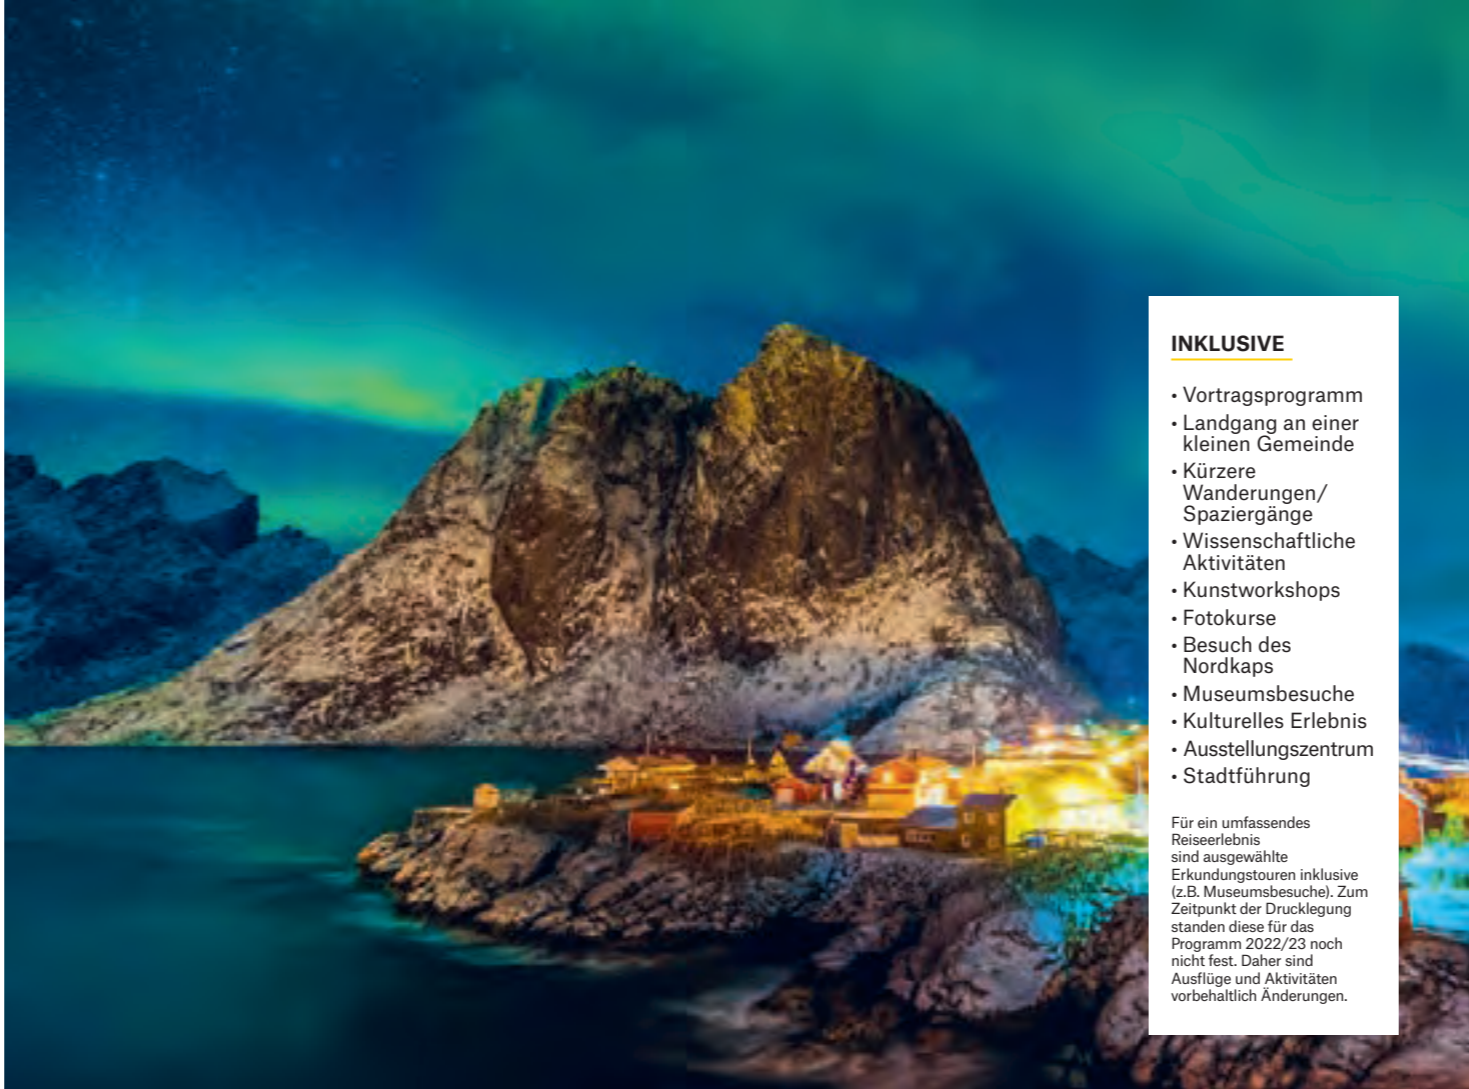 INKLUSIVE
• Vortragsprogramm
• Landgang an einer
kleinen Gemeinde
• Kürzere
Wanderungen/
Spaziergänge
• Wissenschaftliche
Aktivitäten
• Kunstworkshops
• Fotokurse
• Besuch des
Nordkaps
• Museumsbesuche
• Kulturelles Erlebnis
• Ausstellungszentrum
• Stadtführung
Für ein umfassendes
Reiseerlebnis
sind ausgewählte
Erkundungstouren inklusive
(z.B. Museumsbesuche). Zum
Zeitpunkt der Drucklegung
standen diese für das
Programm 2022/23 noch
nicht fest. Daher sind
Ausflüge und Aktivitäten
vorbehaltlich Änderungen.